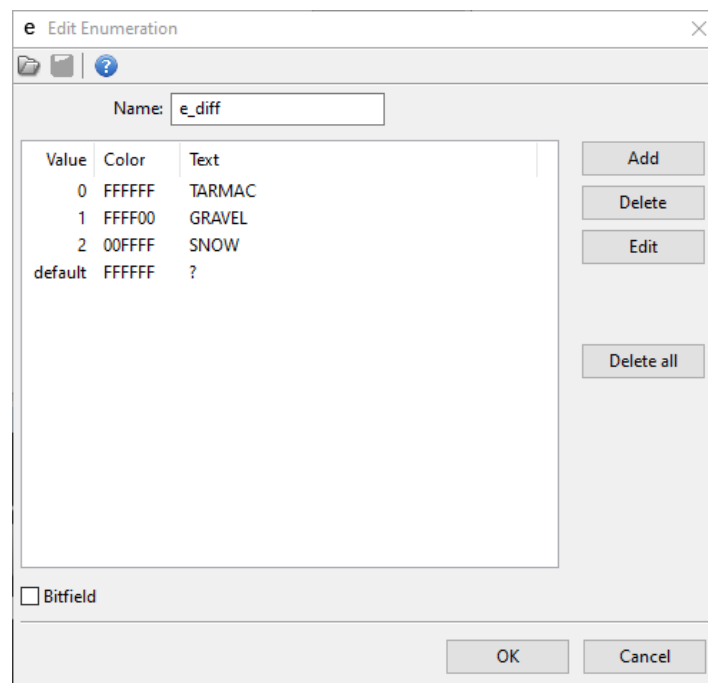 e Edit Enumeration
Name: e_diff
Value Color Text
0 FFFFFF TARMAC
1 FFFF00 GRAVEL
2 00FFFF SNOW
default FFFFFF ?
Add
Delete
Edit
Delete all
Bitfield
OK Cancel